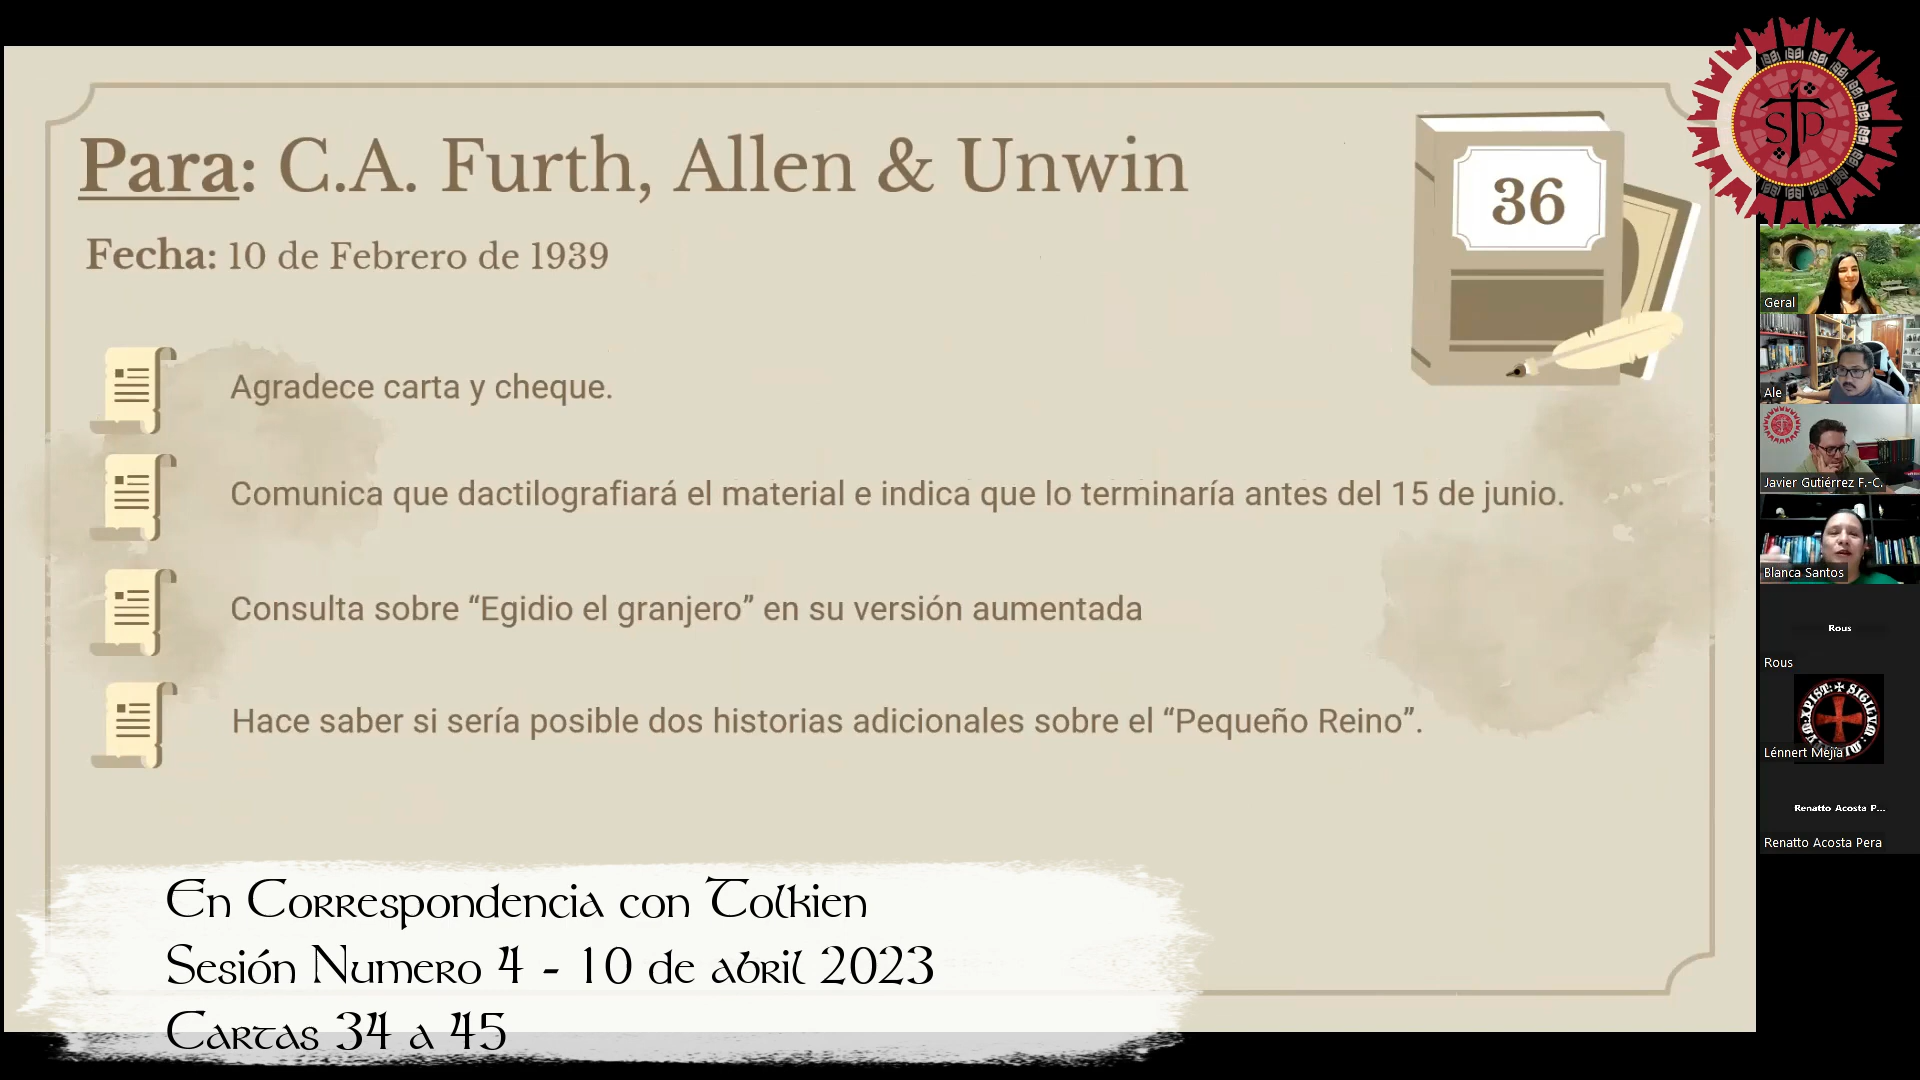 Para: C.A. Furth, Allen & Unwin
36
Fecha: 10 de Febrero de 1939
Agradece carta y cheque.
Comunica que dactilografiará el material e indica que lo terminaría antes del 15 de junio.
Consulta sobre “Egidio el granjero” en su versión aumentada
Hace saber si sería posible dos historias adicionales sobre el “Pequeño Reino”.
En Correspondencia con Tolkien
Sesión Numero 4 - 10 de abril 2023
Cartas 34 a 45
STP
Geral
Ale
Javier Gutiérrez F.-C.
Blanca Santos
Rous
Rous
Lénnert Mejía
Renatto Acosta P...
Renatto Acosta Pera